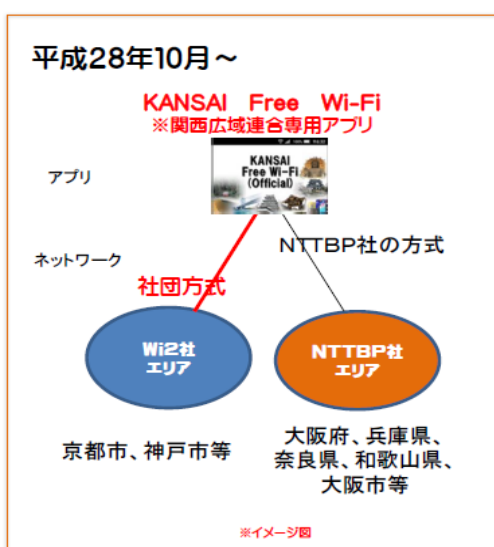 平成28年10月～
KANSAI Free Wi-Fi
※関西広域連合専用アプリ
アプリ
KANSAI
Free Wi-Fi
(Official)
ネットワーク
NTTBP社の方式
社団方式
Wi2社
エリア
NTTBP社
エリア
京都市、神戸市等
大阪府、兵庫県、
奈良県、和歌山県、
大阪市等
※イメージ図